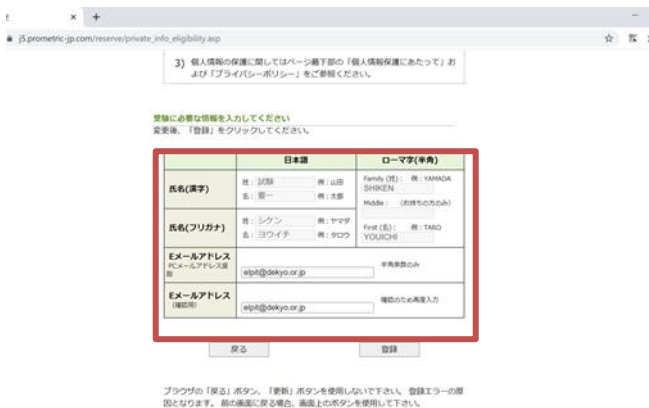 j5.prometric-jp.com/reserve/private_info_eligibility.asp
3) 個人情報の保護に関してはページ最下部の「個人情報保護にあたって」お
よび「プライバシーポリシー」をご参照ください。
受験に必要な情報を入力してください
変更後、「登録」をクリックしてください。
日本語 ローマ字(半角)
氏名(漢字) 姓： 試験 例：山田 Family (姓)： 例：YAMADA
SHIKEN
名： 例：太郎 Middle： (お持ちの方のみ)
氏名(フリガナ) 姓： シケン 例：ヤマダ First (名)： 例：TARO
名： ヨウイチ 例：タロウ YOUICHI
Eメールアドレス
PCメールアドレス推
奨
elpit@dekyo.or.jp 半角英数のみ
Eメールアドレス
(確認用)
elpit@dekyo.or.jp 確認のため再度入力
戻る 登録
ブラウザの「戻る」ボタン、「更新」ボタンを使用しないで下さい。 登録エラーの原
因となります。 前の画面に戻る場合、画面上のボタンを使用して下さい。